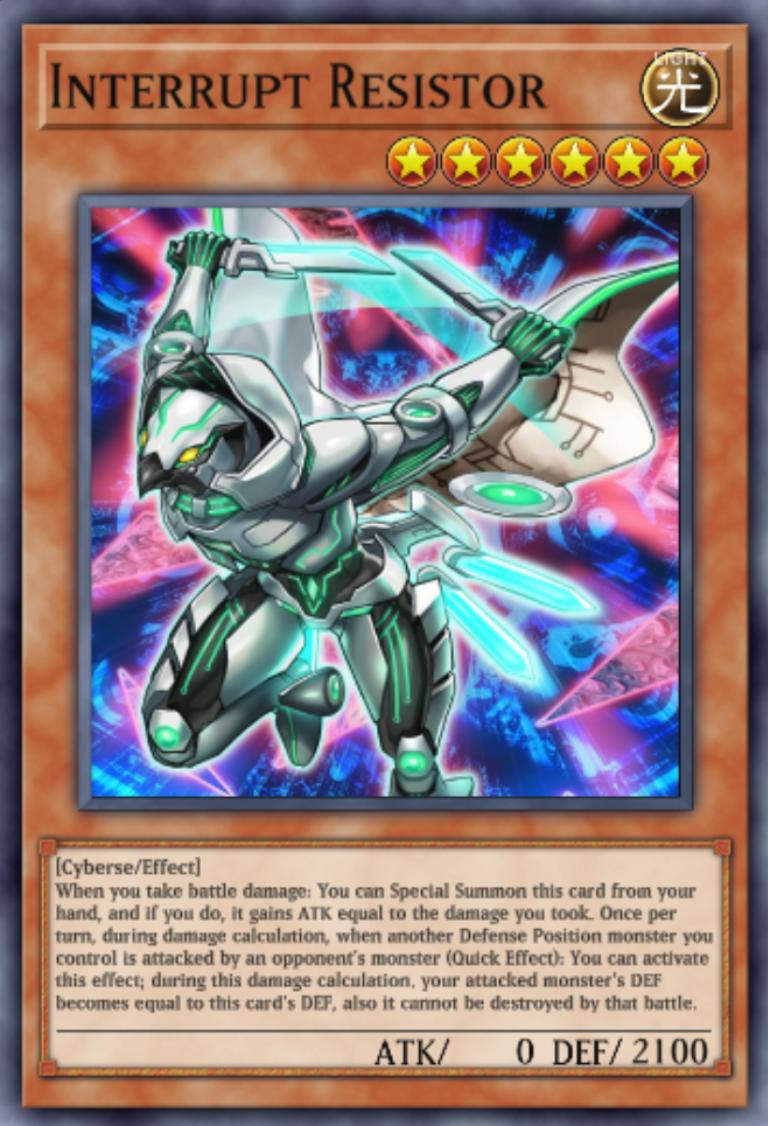 INTERRUPT RESISTOR
LIGHT
光
[Cyberse/Effect]
When you take battle damage: You can Special Summon this card from your
hand, and if you do, it gains ATK equal to the damage you took. Once per
turn, during damage calculation, when another Defense Position monster you
control is attacked by an opponent's monster (Quick Effect): You can activate
this effect; during this damage calculation, your attacked monster's DEF
becomes equal to this card's DEF, also it cannot be destroyed by that battle.
ATK/ 0 DEF/ 2100